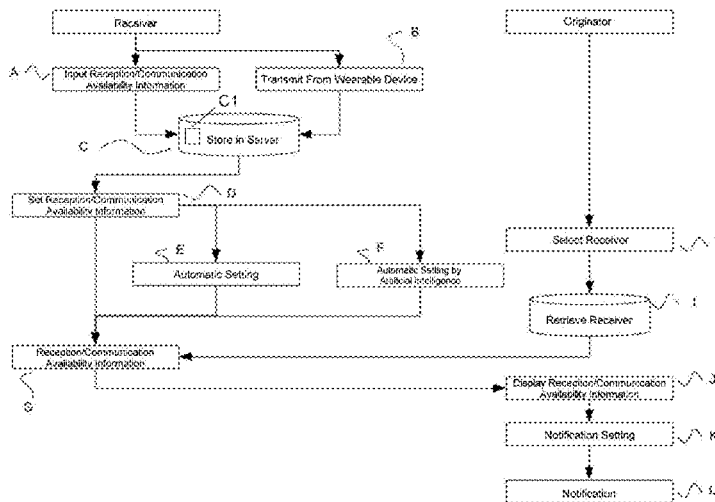 Receiver
Originator
B
A
Input Reception/Communication
Availability Information
Transmit From Wearable Device
C1
Store in Server
C
D
Set Reception/Communication
Availability Information
E
F
Select Receiver
Automatic Setting
Automatic Setting by
Artificial Intelligence
I
Retrieve Receiver
Reception/Communication
Availability Information
J
Display Reception/Communication
Availability Information
G
Notification Setting
K
Notification